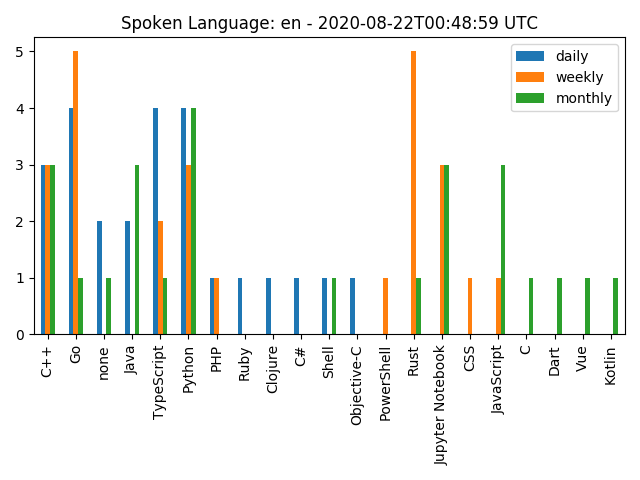 Spoken Language: en - 2020-08-22T00:48:59 UTC
daily
weekly
monthly
5
4
3
2
1
0
C++
Go
none
Java
TypeScript
Python
PHP
Ruby
Clojure
C#
Shell
Objective-C
PowerShell
Rust
Jupyter Notebook
CSS
JavaScript
C
Dart
Vue
Kotlin